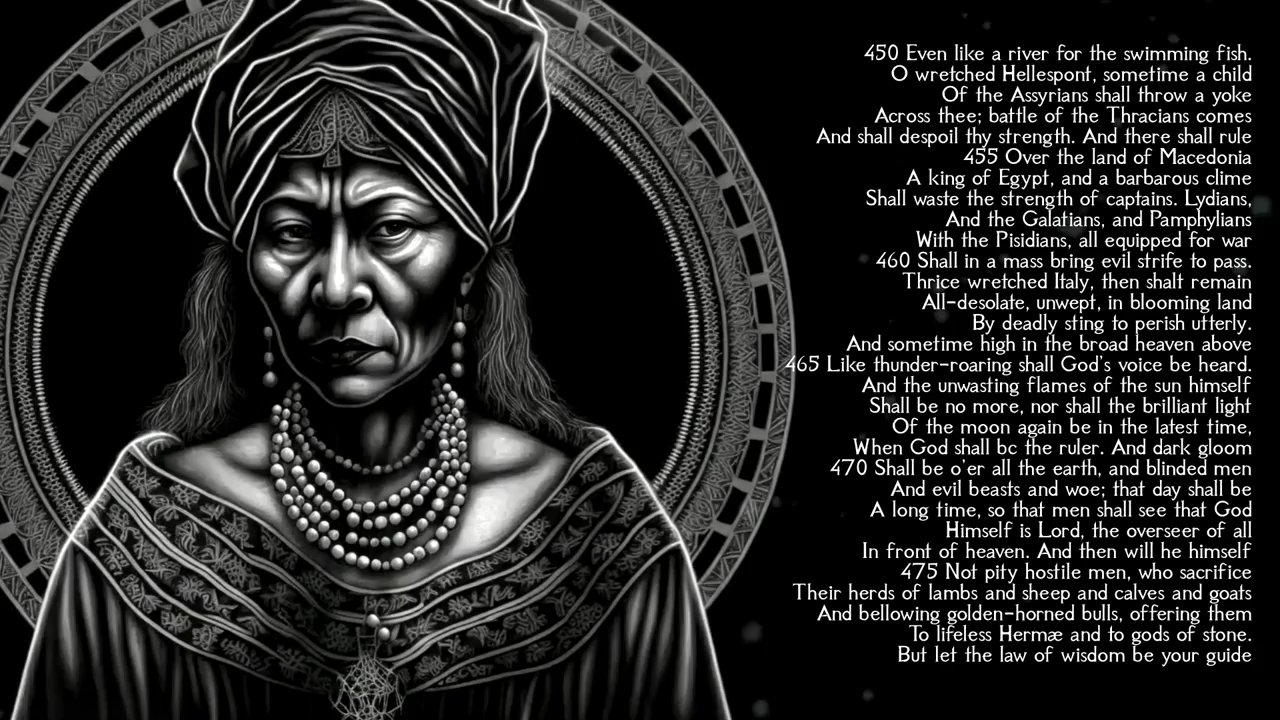 450 Even like a river for the swimming fish.
O wretched Hellespont, sometime a child
Of the Assyrians shall throw a yoke
Across thee; battle of the Thracians comes
And shall despoil thy strength. And there shall rule
455 Over the land of Macedonia
A king of Egypt, and a barbarous clime
Shall waste the strength of captains. Lydians,
And the Galatians, and Pamphylians
With the Pisidians, all equipped for war
460 Shall in a mass bring evil strife to pass.
Thrice wretched Italy, then shalt remain
All-desolate, unwept, in blooming land
By deadly sting to perish utterly.
And sometime high in the broad heaven above
465 Like thunder-roaring shall God's voice be heard.
And the unwasting flames of the sun himself
Shall be no more, nor shall the brilliant light
Of the moon again be in the latest time,
When God shall bc the ruler. And dark gloom
470 Shall be o'er all the earth, and blinded men
And evil beasts and woe; that day shall be
A long time, so that men shall see that God
Himself is Lord, the overseer of all
In front of heaven. And then will he himself
475 Not pity hostile men, who sacrifice
Their herds of lambs and sheep and calves and goats
And bellowing golden-horned bulls, offering them
To lifeless Hermæ and to gods of stone.
But let the law of wisdom be your guide